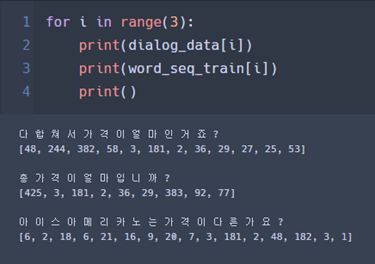 1 for i in range(3):
2 print(dialog_data[i])
3 print(word_seq_train[i])
4 print()
다 합 쳐 서 가 격 이 얼 마 인 거 죠 ?
[48, 244, 382, 58, 3, 181, 2, 36, 29, 27, 25, 53]
총 가 격 이 얼 마 입 니 까 ?
[425, 3, 181, 2, 36, 29, 383, 92, 77]
아 이 스 아 메 리 카 노 는 가 격 이 다 른 가 요 ?
[6, 2, 18, 6, 21, 16, 9, 20, 7, 3, 181, 2, 48, 182, 3, 1]